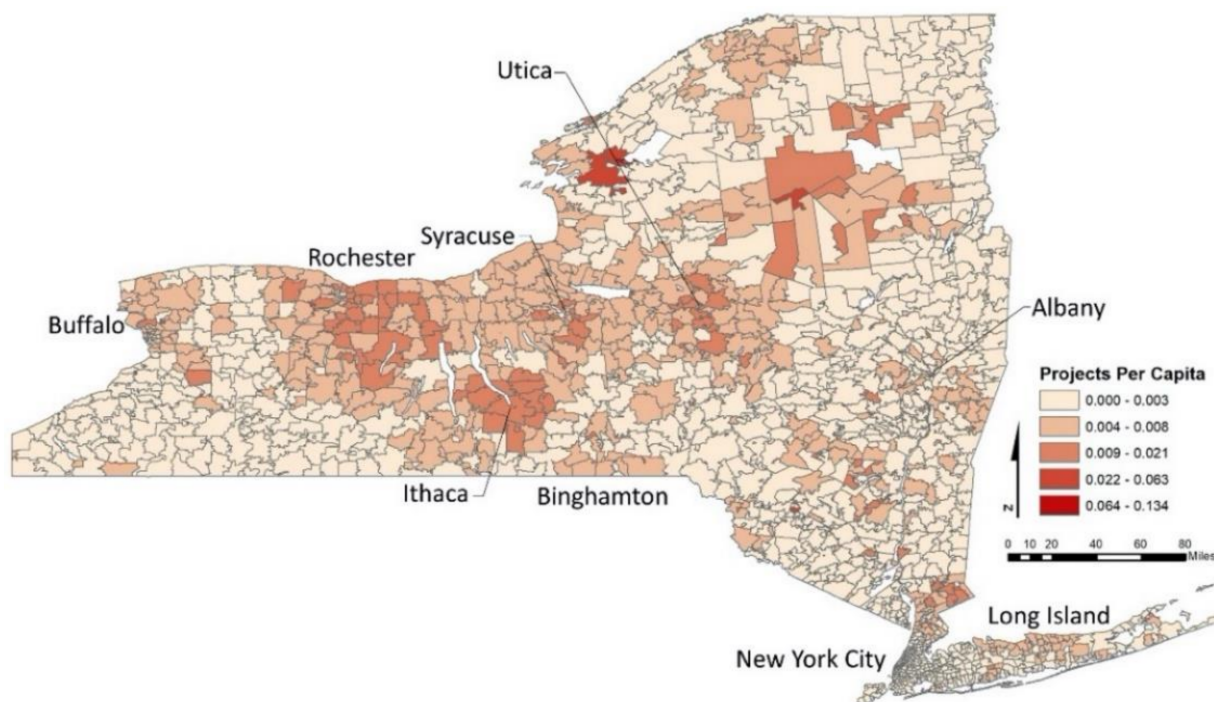 Utica
Syracuse
Rochester
Buffalo
Albany
Projects Per Capita
0.000 - 0.003
0.004 - 0.008
0.009 - 0.021
0.022 - 0.063
0.064 - 0.134
Ithaca
Binghamton
N
0 10 20 40 60 80
Miles
Long Island
New York City